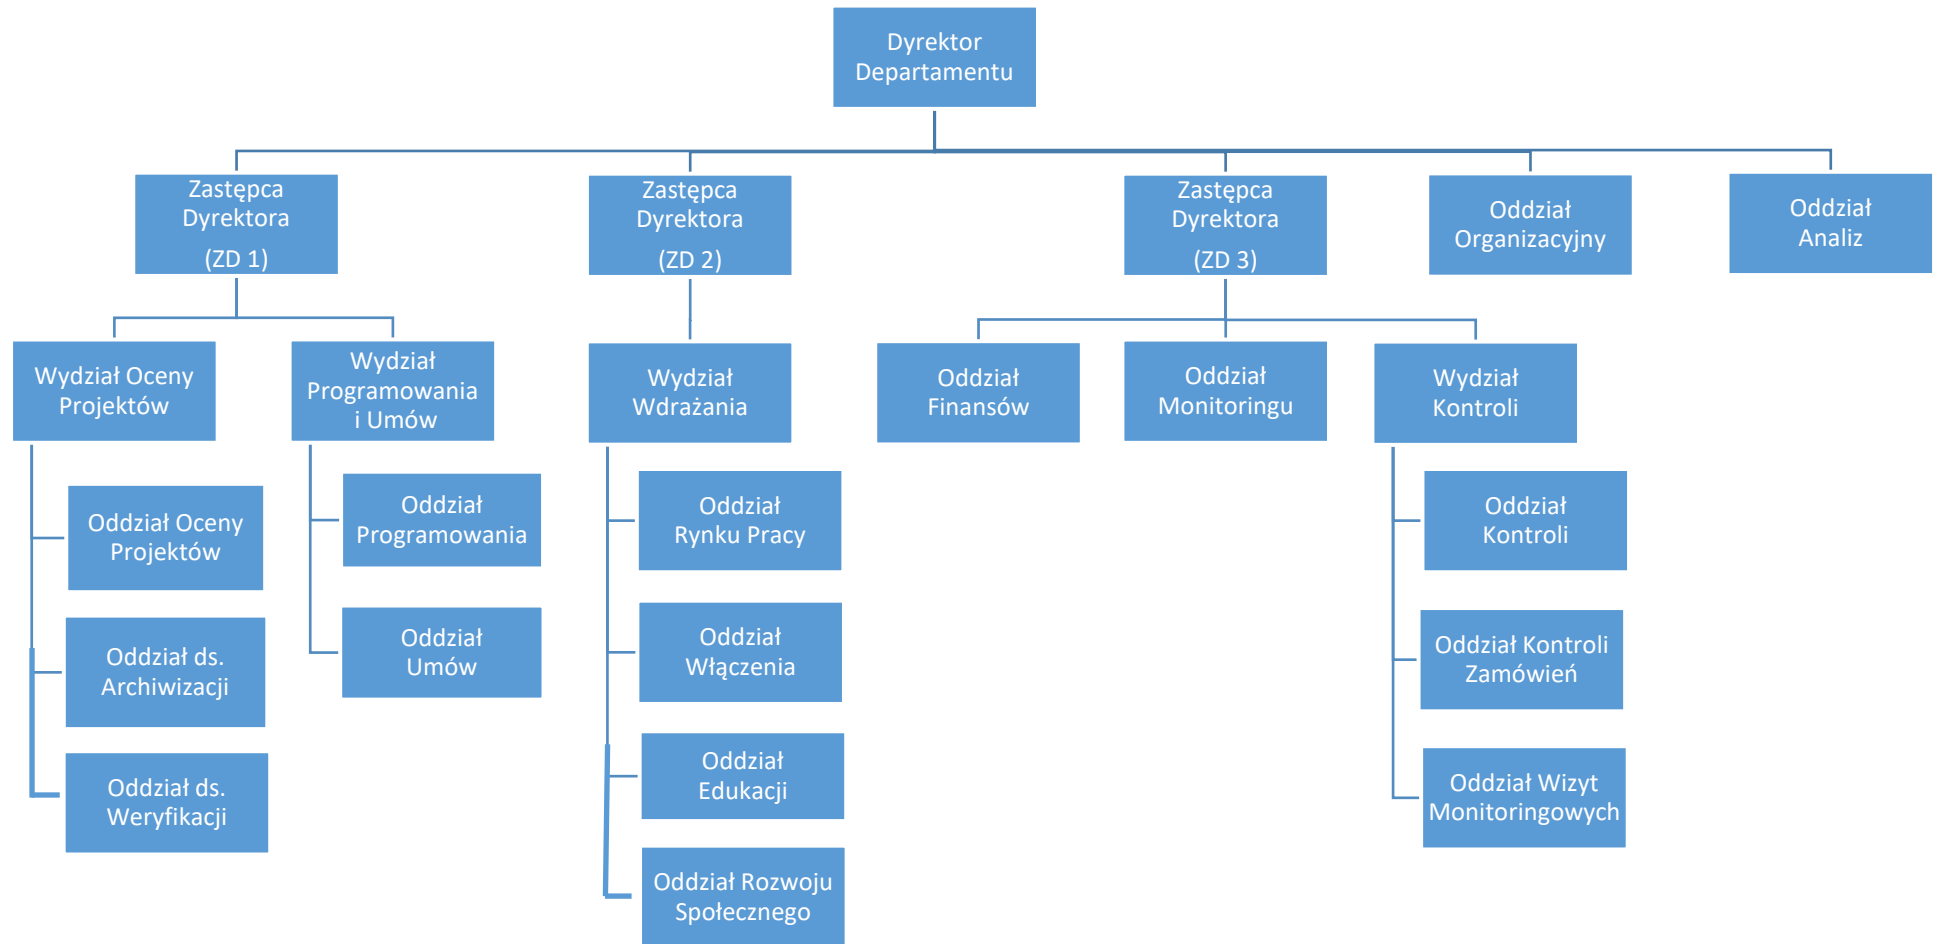 Dyrektor
Departamentu
Zastępca
Dyrektora
(ZD 1)
Zastępca
Dyrektora
(ZD 2)
Zastępca
Dyrektora
(ZD 3)
Oddział
Organizacyjny
Oddział
Analiz
Wydział Oceny
Projektów
Wydział
Programowania
i Umów
Wydział
Wdrażania
Oddział
Finansów
Oddział
Monitoringu
Wydział
Kontroli
Oddział Oceny
Projektów
Oddział ds.
Archiwizacji
Oddział ds.
Weryfikacji
Oddział
Programowania
Oddział
Umów
Oddział
Rynku Pracy
Oddział
Włączenia
Oddział
Edukacji
Oddział Rozwoju
Społecznego
Oddział
Kontroli
Oddział Kontroli
Zamówień
Oddział Wizyt
Monitoringowych